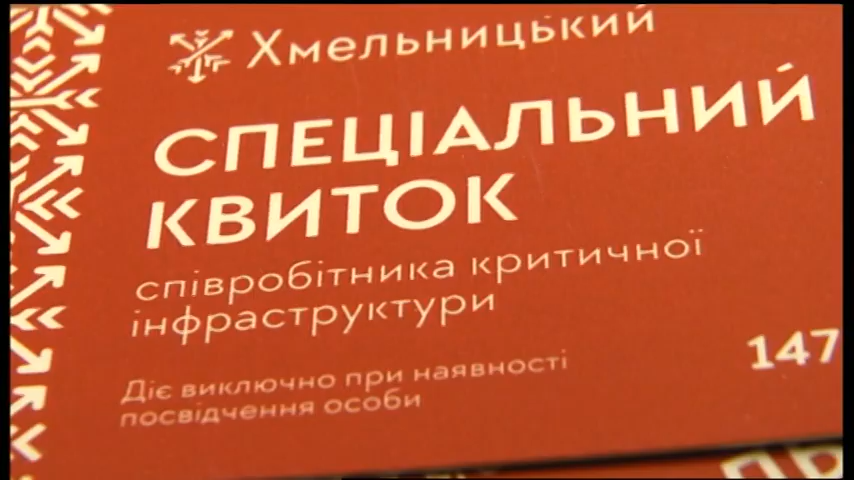 Хмельницький
СПЕЦІАЛЬНИЙ
КВИТОК
співробітника критичної
інфраструктури
Діє виключно при наявності
посвідчення особи
147